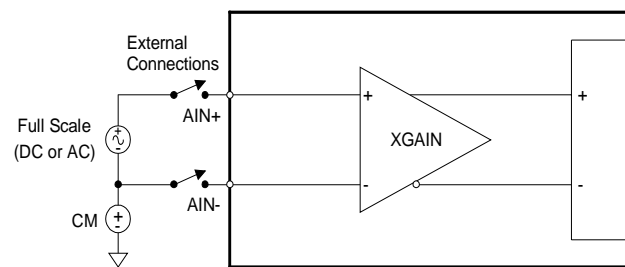 External
Connections
+
+
AIN+
Full Scale
(DC or AC)
+
-
XGAIN
-
-
AIN-
CM
+
-